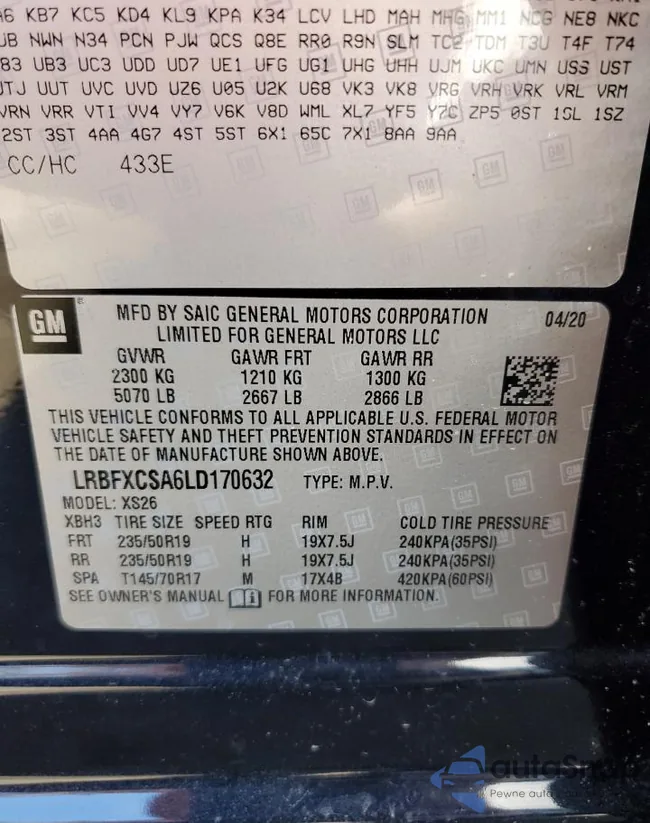 A6 KB7 KC5 KD4 KL9 KPA K34 LCV LHD MAH MHG MM1 NCG NE8 NKC
UB NWN N34 PCN PJW QCS Q8E RR0 R9N SLM TC2 TDM T3U T4F T74
83 UB3 UC3 UDD UD7 UE1 UFG UG1 UHG UHH UJM UKC UMN USS UST
UTJ UUT UVC UVD UZ6 U05 U2K U68 VK3 VK8 VRG VRH VRK VRL VRM
VRN VRR VTI VV4 VY7 V6K V8D WML XL7 YF5 Y7C ZP5 0ST 1SL 1SZ
2ST 3ST 4AA 4G7 4ST 5ST 6X1 65C 7X1 8AA 9AA
CC/HC 433E
GM
MFD BY SAIC GENERAL MOTORS CORPORATION 04/20
LIMITED FOR GENERAL MOTORS LLC
GVWR GAWR FRT GAWR RR
2300 KG 1210 KG 1300 KG
5070 LB 2667 LB 2866 LB
THIS VEHICLE CONFORMS TO ALL APPLICABLE U.S. FEDERAL MOTOR
VEHICLE SAFETY AND THEFT PREVENTION STANDARDS IN EFFECT ON
THE DATE OF MANUFACTURE SHOWN ABOVE.
LRBFXCSA6LD170632 TYPE: M.P.V.
MODEL: XS26
XBH3 TIRE SIZE SPEED RTG RIM COLD TIRE PRESSURE
FRT 235/50R19 H 19X7.5J 240KPA(35PSI)
RR 235/50R19 H 19X7.5J 240KPA(35PSI)
SPA T145/70R17 M 17X4B 420KPA(60PSI)
SEE OWNER'S MANUAL FOR MORE INFORMATION.
autoSnap
Pewne auto